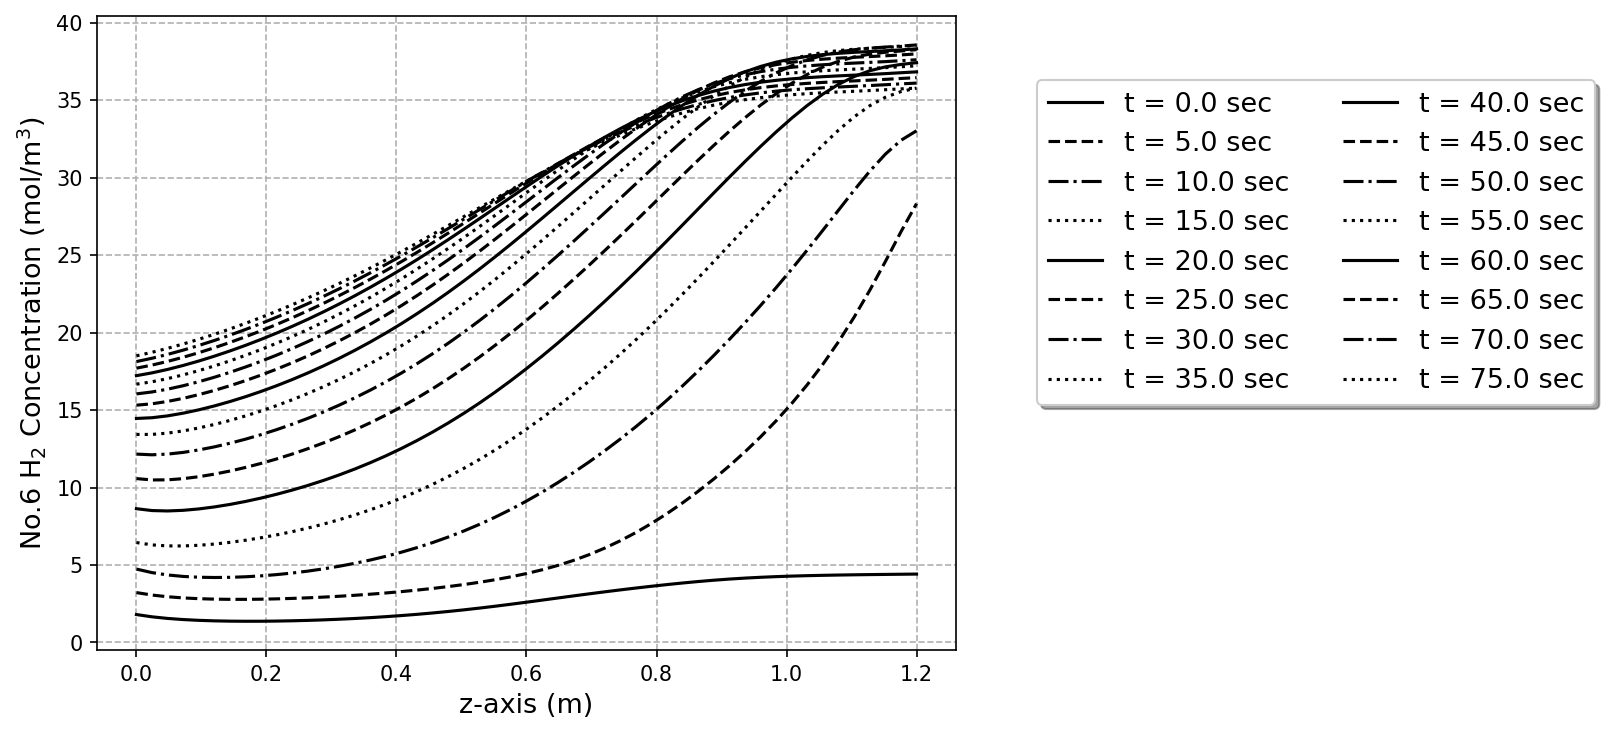 No.6 H₂ Concentration (mol/m³)
40
35
30
25
20
15
10
5
0
0.0 0.2 0.4 0.6 0.8 1.0 1.2
z-axis (m)
t = 0.0 sec
t = 5.0 sec
t = 10.0 sec
t = 15.0 sec
t = 20.0 sec
t = 25.0 sec
t = 30.0 sec
t = 35.0 sec
t = 40.0 sec
t = 45.0 sec
t = 50.0 sec
t = 55.0 sec
t = 60.0 sec
t = 65.0 sec
t = 70.0 sec
t = 75.0 sec